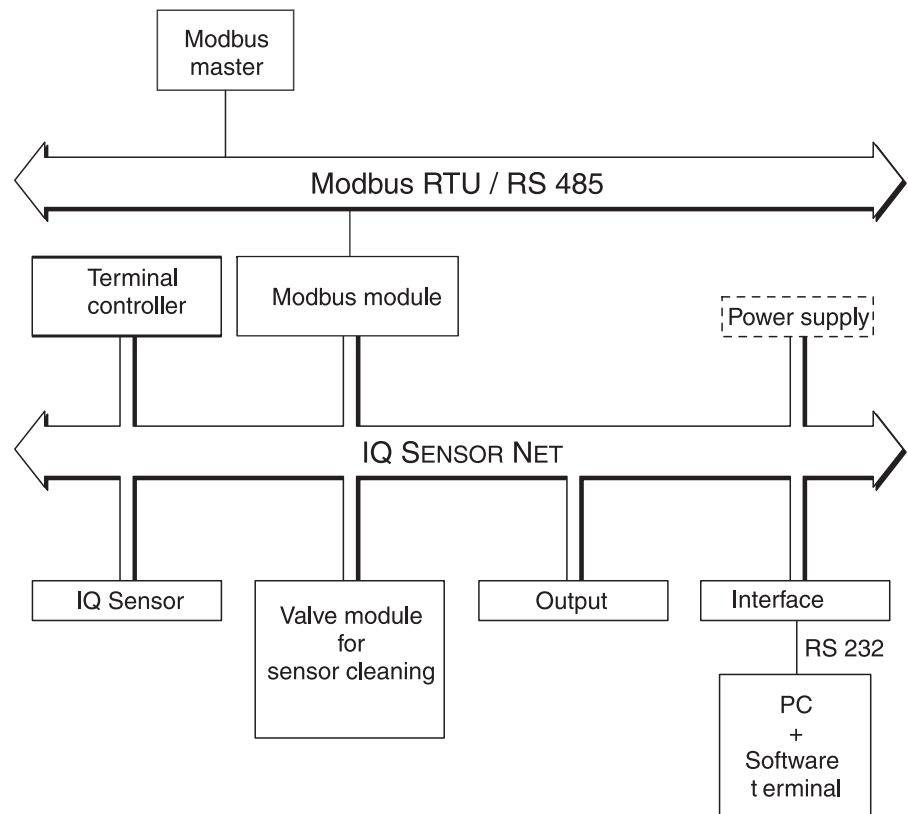 Modbus
master
Modbus RTU / RS 485
Terminal
controller
Modbus module
Power supply
IQ SENSOR NET
IQ Sensor
Valve module
for
sensor cleaning
Output
Interface
RS 232
PC
+
Software
t erminal